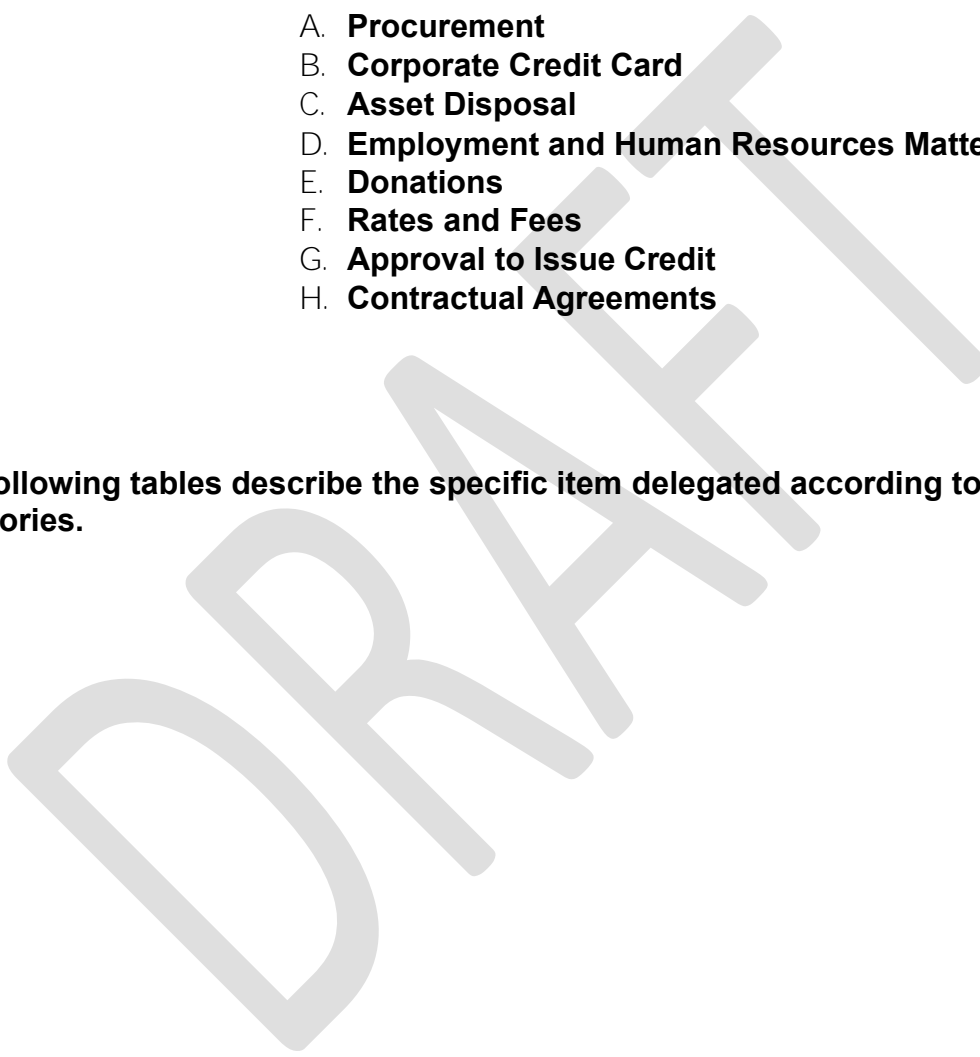 A. Procurement
B. Corporate Credit Card
C. Asset Disposal
D. Employment and Human Resources Matte
E. Donations
F. Rates and Fees
G. Approval to Issue Credit
H. Contractual Agreements
ollowing tables describe the specific item delegated according to
ories.
DRAFT